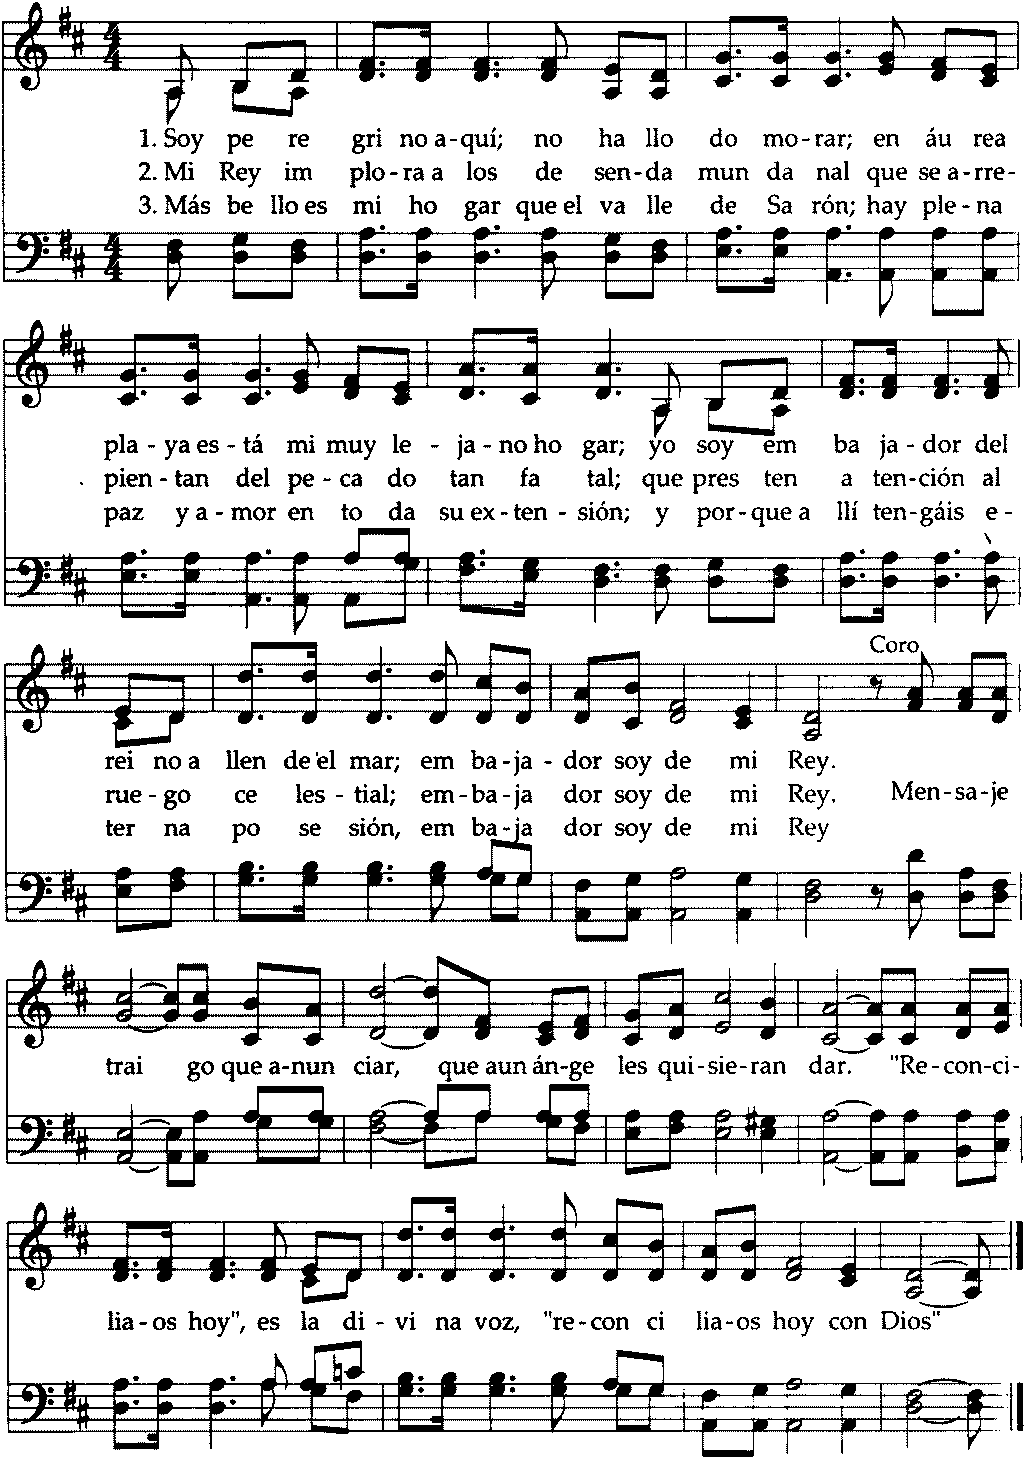 1. Soy pe re gri no a-quí; no ha llo do mo-rar; en áu rea
2. Mi Rey im plo-ra a los de sen-da mun da nal que se a-rre-
3. Más be llo es mi ho gar que el va lle de Sa rón; hay ple-na
pla-ya es-tá mi muy le - ja-no ho gar; yo soy em ba ja-dor del
pien-tan del pe-ca do tan fa tal; que pres ten a ten-ción al
paz y a-mor en to da su ex-ten-sión; y por-que a llí ten-gáis e-
Coro
rei no a llen de el mar; em ba-ja-dor soy de mi Rey.
rue-go ce les-tial; em-ba-ja dor soy de mi Rey. Men-sa-je
ter na po se sión, em ba-ja dor soy de mi Rey
trai go que a-nun ciar, que aun án-ge les qui-sie-ran dar. "Re-con-ci-
lia-os hoy", es la di-vi na voz, "re-con ci lia-os hoy con Dios"